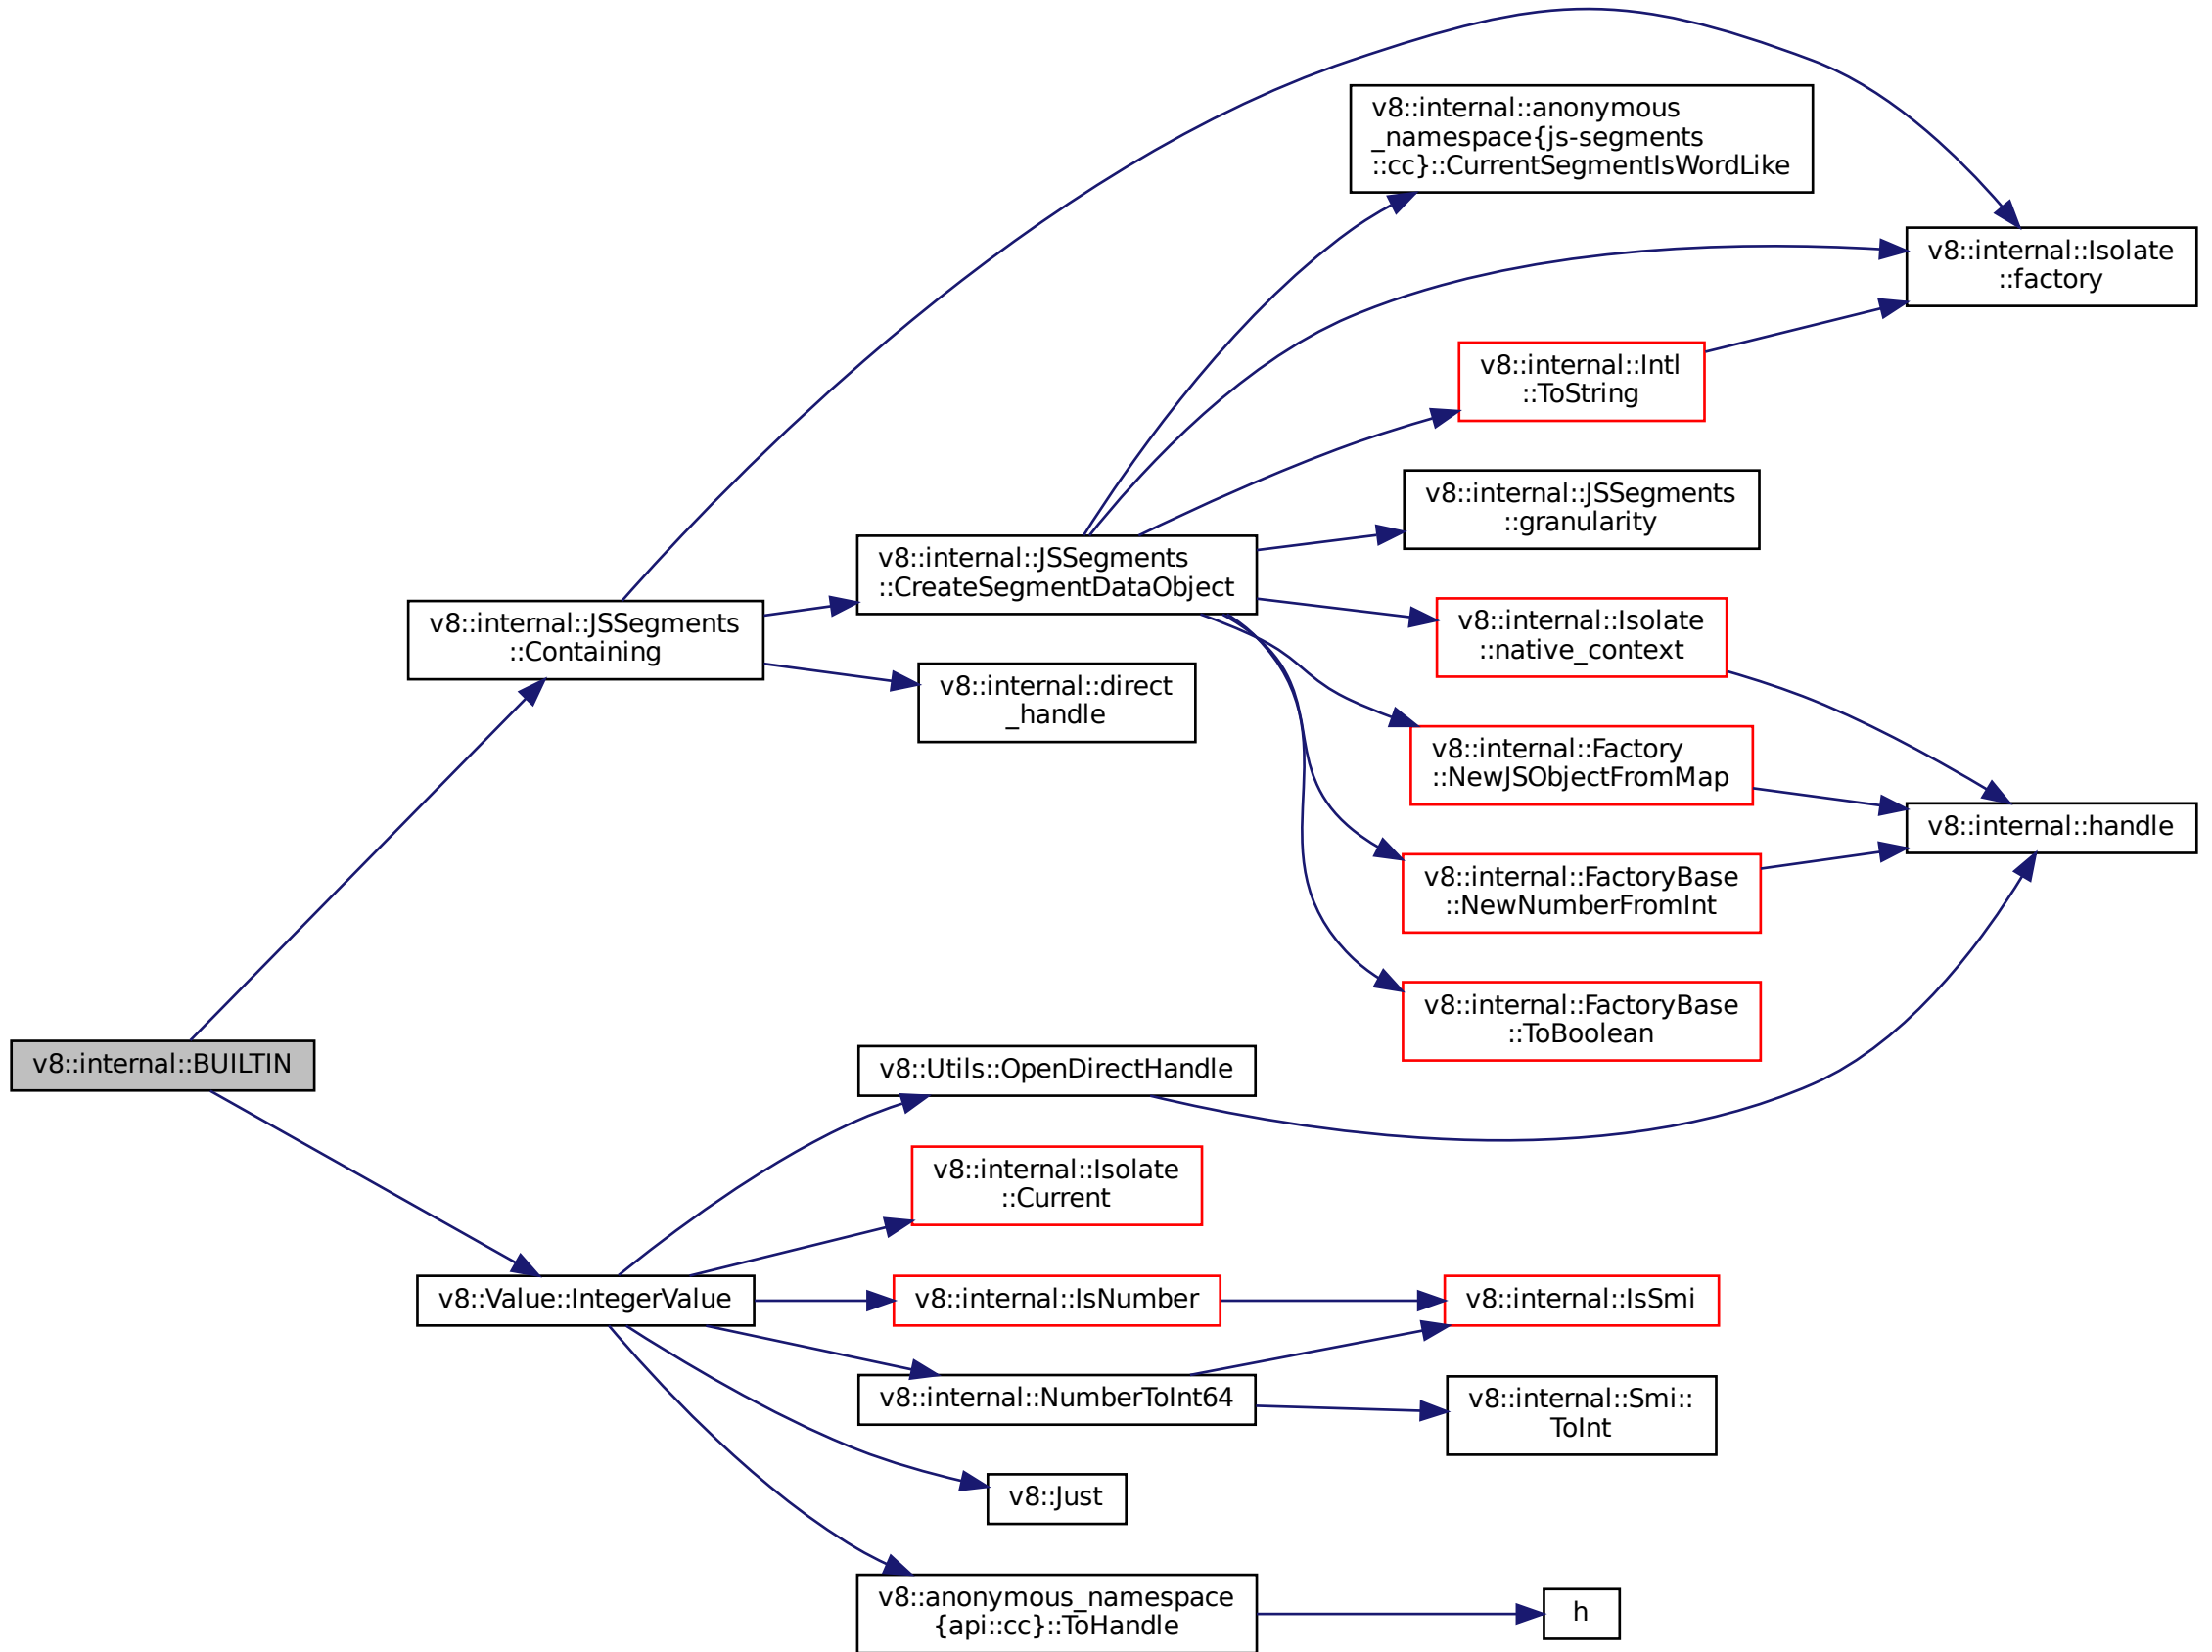 v8::internal::anonymous
_namespace{js-segments
::cc}::CurrentSegmentIsWordLike
v8::internal::Isolate
::factory
v8::internal::Intl
::ToString
v8::internal::JSSegments
::granularity
v8::internal::JSSegments
::CreateSegmentDataObject
v8::internal::JSSegments
::Containing
v8::internal::Isolate
::native_context
v8::internal::direct
_handle
v8::internal::Factory
::NewJSObjectFromMap
v8::internal::handle
v8::internal::FactoryBase
::NewNumberFromInt
v8::internal::FactoryBase
::ToBoolean
v8::internal::BUILTIN
v8::Utils::OpenDirectHandle
v8::internal::Isolate
::Current
v8::Value::IntegerValue
v8::internal::IsNumber
v8::internal::IsSmi
v8::internal::NumberToInt64
v8::internal::Smi::
ToInt
v8::Just
v8::anonymous_namespace
{api::cc}::ToHandle
h